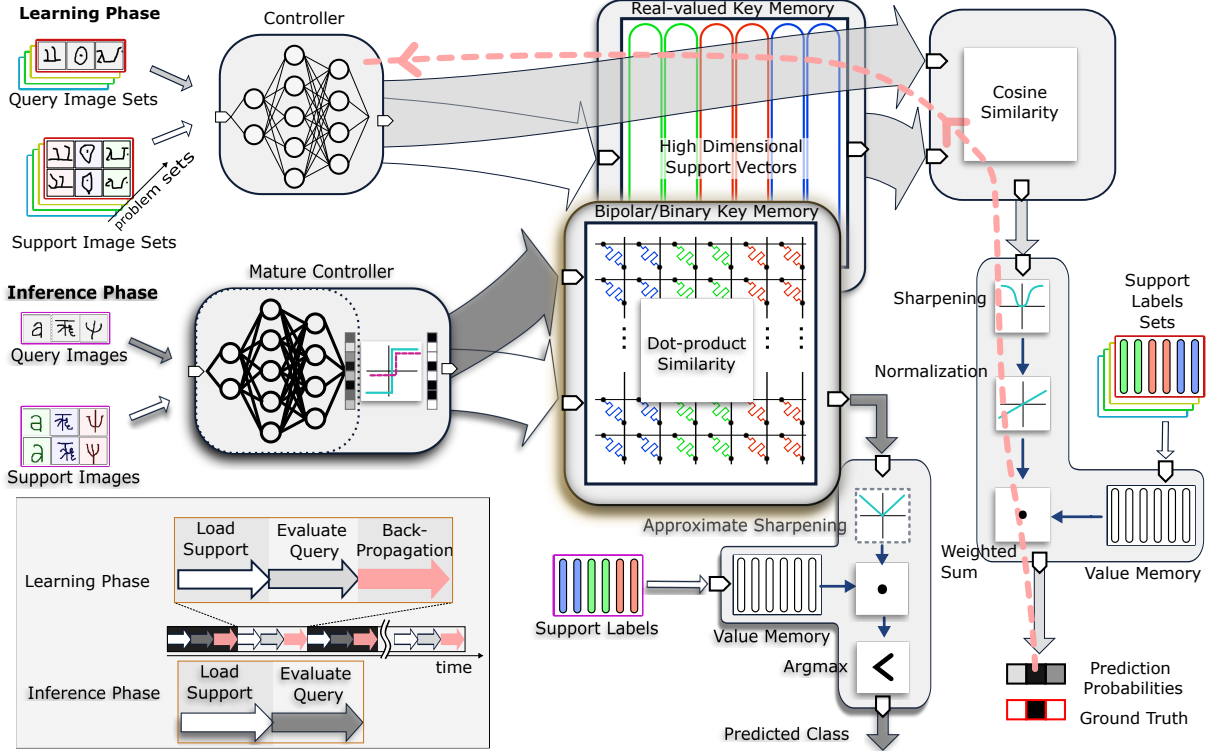 Learning Phase
Query Image Sets
Support Image Sets
problem sets
Controller
Real-valued Key Memory
High Dimensional
Support Vectors
Cosine
Similarity
Inference Phase
Query Images
Support Images
Mature Controller
Bipolar/Binary Key Memory
Dot-product
Similarity
Sharpening
Normalization
Support
Labels
Sets
Weighted
Sum
Value Memory
Approximate Sharpening
Support Labels
Value Memory
Argmax
Predicted Class
Prediction
Probabilities
Ground Truth
Learning Phase
Load
Support
Evaluate
Query
Back-
Propagation
time
Inference Phase
Load
Support
Evaluate
Query